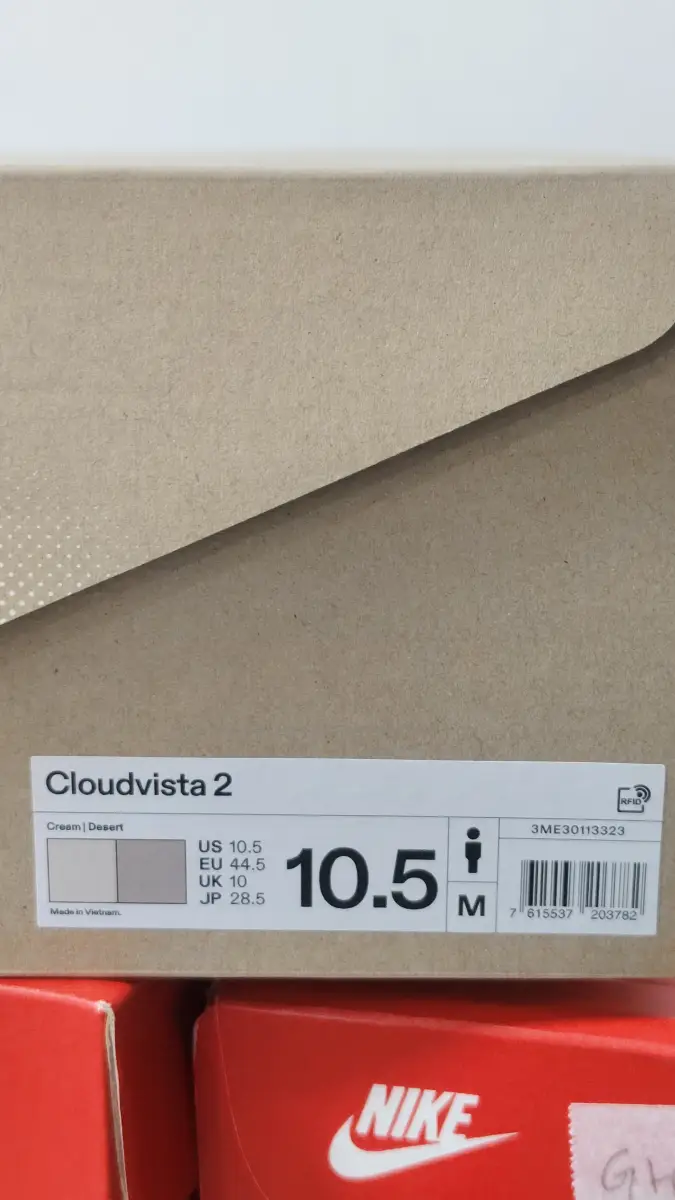 Cloudvista 2
RFID
Cream | Desert
US 10.5
EU 44.5
UK 10
JP 28.5
Made in Vietnam.
10.5
M
3ME30113323
7 615537 203782
NIKE